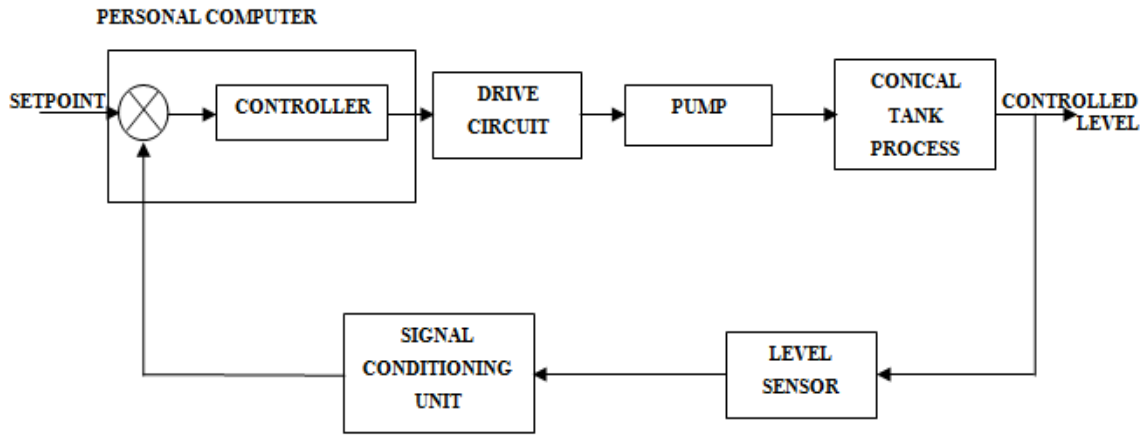 PERSONAL COMPUTER
SETPOINT
CONTROLLER
DRIVE
CIRCUIT
PUMP
CONICAL
TANK
PROCESS
CONTROLLED
LEVEL
SIGNAL
CONDITIONING
UNIT
LEVEL
SENSOR